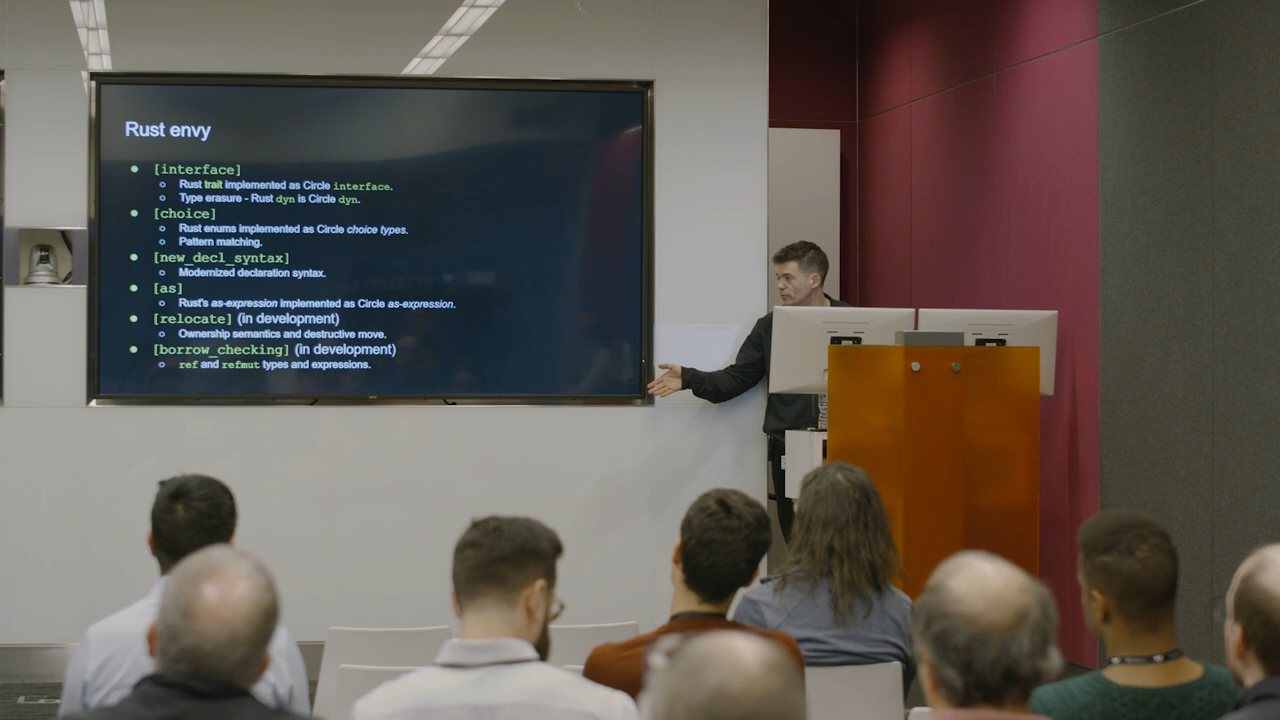 Rust envy
[interface]
Rust trait implemented as Circle interface.
Type erasure - Rust dyn is Circle dyn.
[choice]
Rust enums implemented as Circle choice types.
Pattern matching.
[new_decl_syntax]
Modernized declaration syntax.
[as]
Rust's as-expression implemented as Circle as-expression.
[relocate] (in development)
Ownership semantics and destructive move.
[borrow_checking] (in development)
ref and refmut types and expressions.